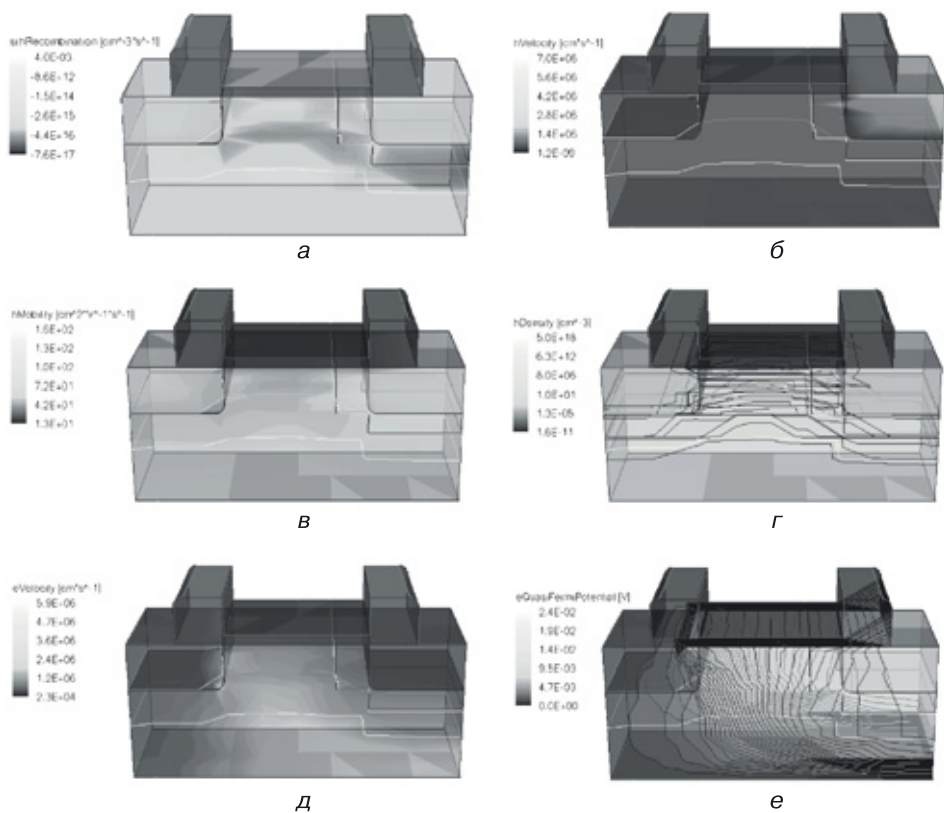 srhRecombination [cm^-3*s^-1]
4.0E-03
-8.6E+12
-1.5E+14
-2.6E+15
-4.4E+16
-7.6E+17
а
hVelocity [cm*s^-1]
7.0E+06
5.6E+06
4.2E+06
2.8E+06
1.4E+06
1.2E-09
б
hMobility [cm^2*V^-1*s^-1]
1.6E+02
1.3E+02
1.0E+02
7.2E+01
4.2E+01
1.3E+01
в
hDensity [cm^-3]
5.0E+18
6.3E+12
8.0E+06
1.0E+01
1.3E-05
1.6E-11
г
eVelocity [cm*s^-1]
5.9E+06
4.7E+06
3.6E+06
2.4E+06
1.2E+06
2.3E+04
д
eQuasiFermiPotential [V]
2.4E-02
1.9E-02
1.4E-02
9.5E-03
4.7E-03
0.0E+00
е